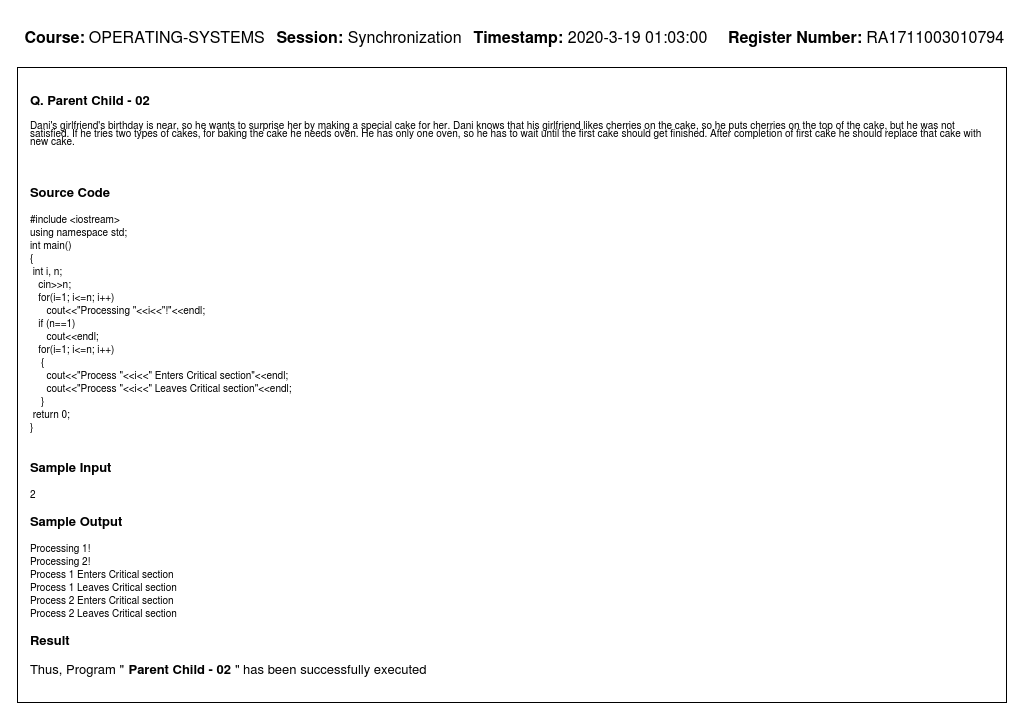 Course: OPERATING-SYSTEMS Session: Synchronization Timestamp: 2020-3-19 01:03:00 Register Number: RA1711003010794
Q. Parent Child - 02
Dani's girlfriend's birthday is near, so he wants to surprise her by making a special cake for her. Dani knows that his girlfriend likes cherries on the cake, so he puts cherries on the top of the cake, but he was not
satisfied. If he tries two types of cakes, for baking the cake he needs oven. He has only one oven, so he has to wait until the first cake should get finished. After completion of first cake he should replace that cake with
new cake.
Source Code
#include <iostream>
using namespace std;
int main()
{
int i, n;
cin>>n;
for(i=1; i<=n; i++)
cout<<"Processing "<<i<<"!"<<endl;
if (n==1)
cout<<endl;
for(i=1; i<=n; i++)
{
cout<<"Process "<<i<<" Enters Critical section"<<endl;
cout<<"Process "<<i<<" Leaves Critical section"<<endl;
}
return 0;
}
Sample Input
2
Sample Output
Processing 1!
Processing 2!
Process 1 Enters Critical section
Process 1 Leaves Critical section
Process 2 Enters Critical section
Process 2 Leaves Critical section
Result
Thus, Program " Parent Child - 02 " has been successfully executed